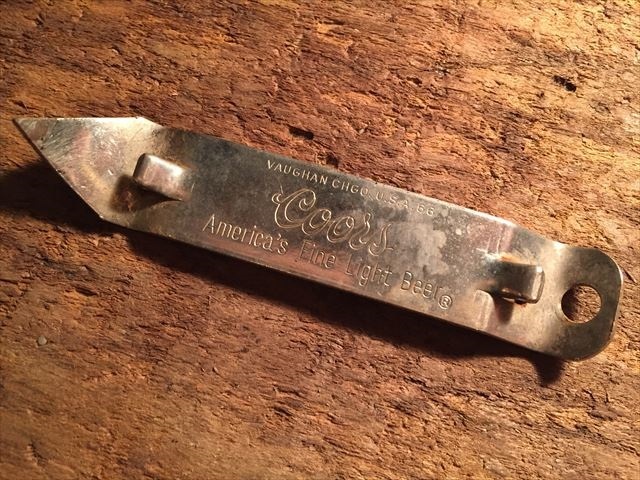 VAUGHAN CHGO. U.S.A. 66
Coors
America's Fine Light Beer®